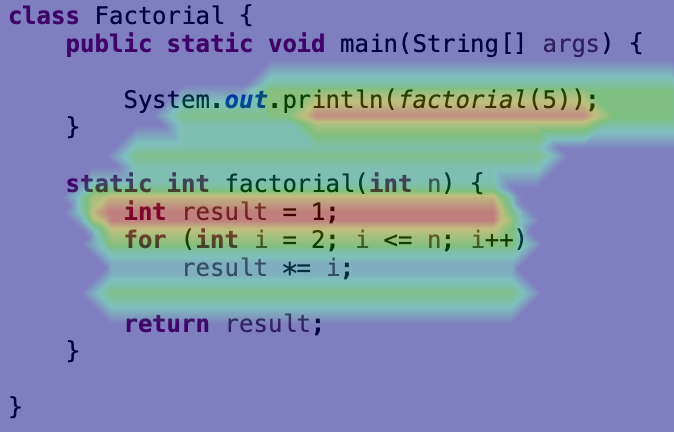 class Factorial {
    public static void main(String[] args) {
        System.out.println(factorial(5));
    }
    static int factorial(int n) {
        int result = 1;
        for (int i = 2; i <= n; i++)
            result *= i;
        return result;
    }
}